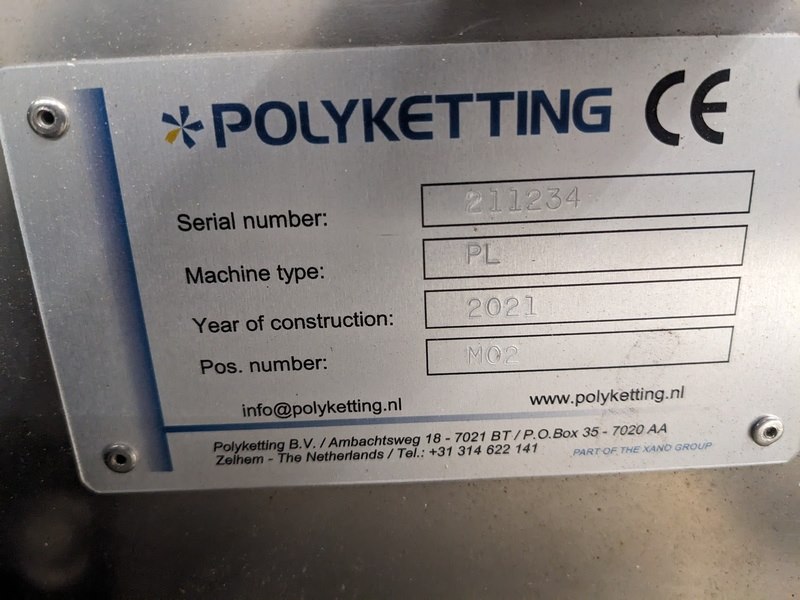 POLYKETTING CE
Serial number: 211234
Machine type: PL
Year of construction: 2021
Pos. number: M02
info@polyketting.nl www.polyketting.nl
Polyketting B.V. / Ambachtsweg 18 - 7021 BT / P.O.Box 35 - 7020 AA
Zelhem - The Netherlands / Tel.: +31 314 622 141 PART OF THE XANO GROUP